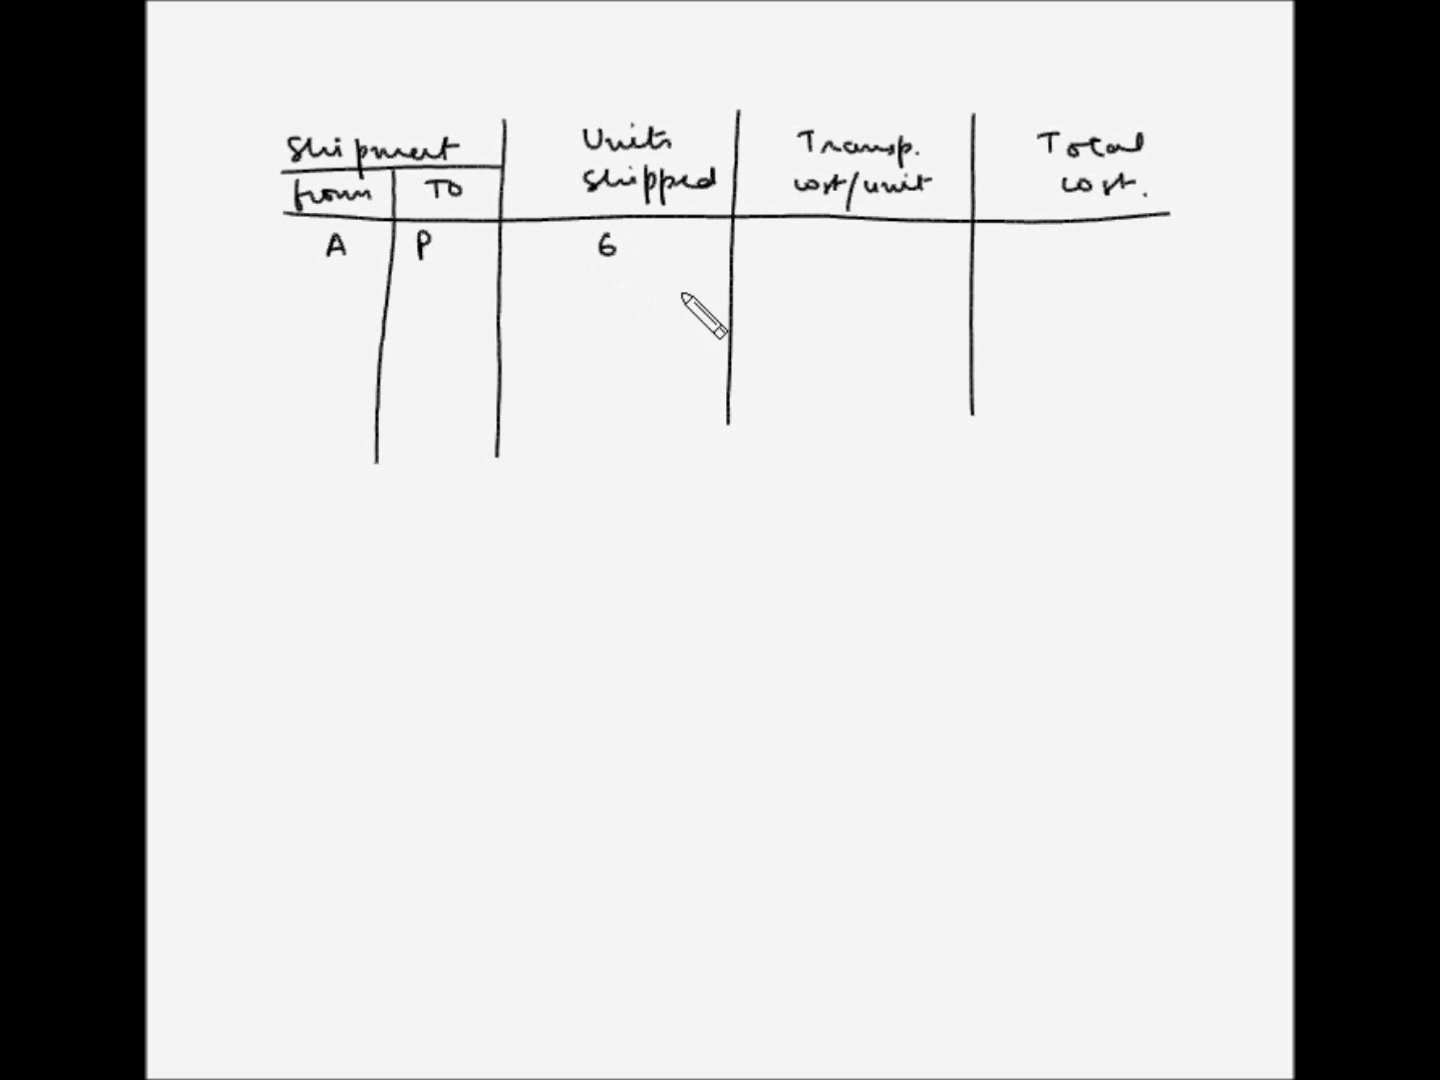 Shipment
from To
Units
shipped
Transp.
cost/unit
Total
cost.
A P 6